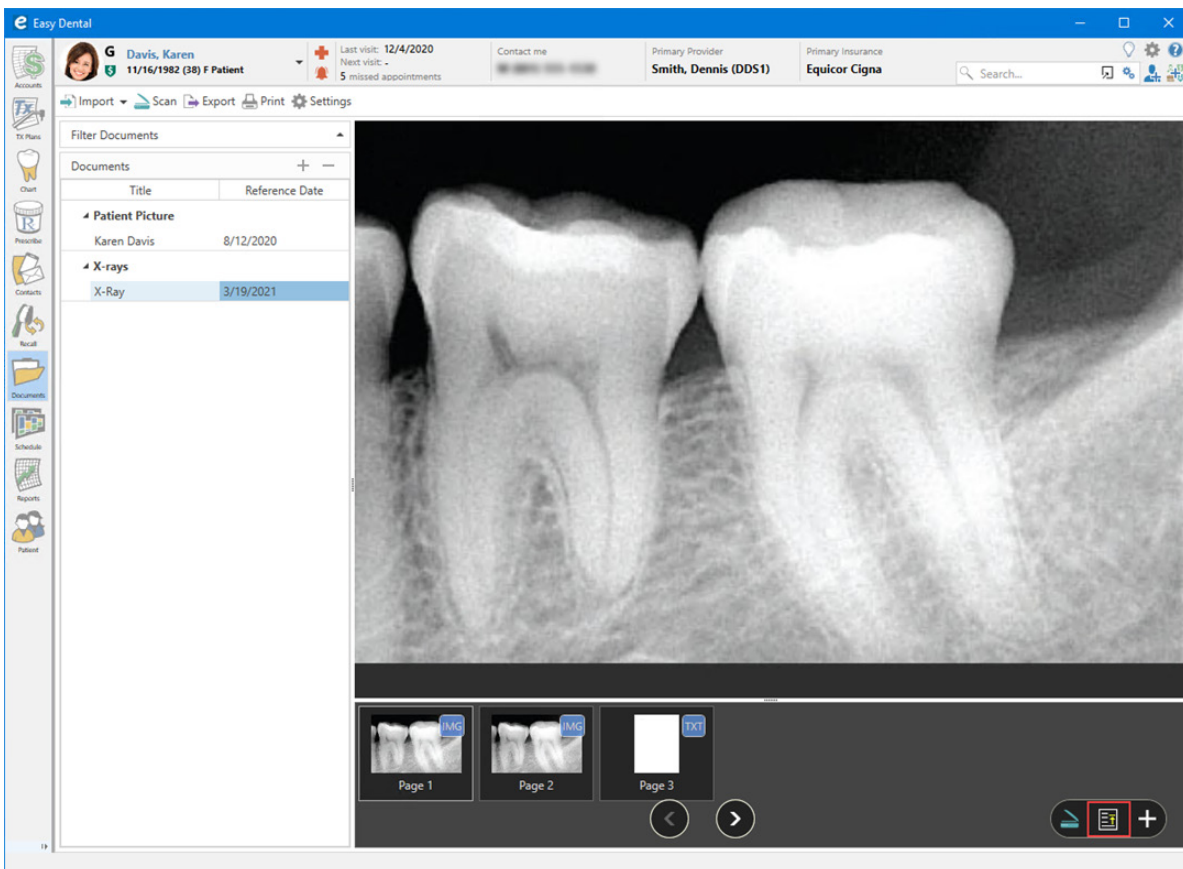 Easy Dental
G Davis, Karen
11/16/1982 (38) F Patient
Last visit: 12/4/2020
Next visit: -
5 missed appointments
Contact me
Primary Provider
Smith, Dennis (DDS1)
Primary Insurance
Equicor Cigna
Search...
Import Scan Export Print Settings
Accounts
TX Plans
Chart
Prescribe
Contacts
Recall
Documents
Schedule
Reports
Patient
Filter Documents
Documents
Title Reference Date
Patient Picture
Karen Davis 8/12/2020
X-rays
X-Ray 3/19/2021
IMG
Page 1
IMG
Page 2
TXT
Page 3